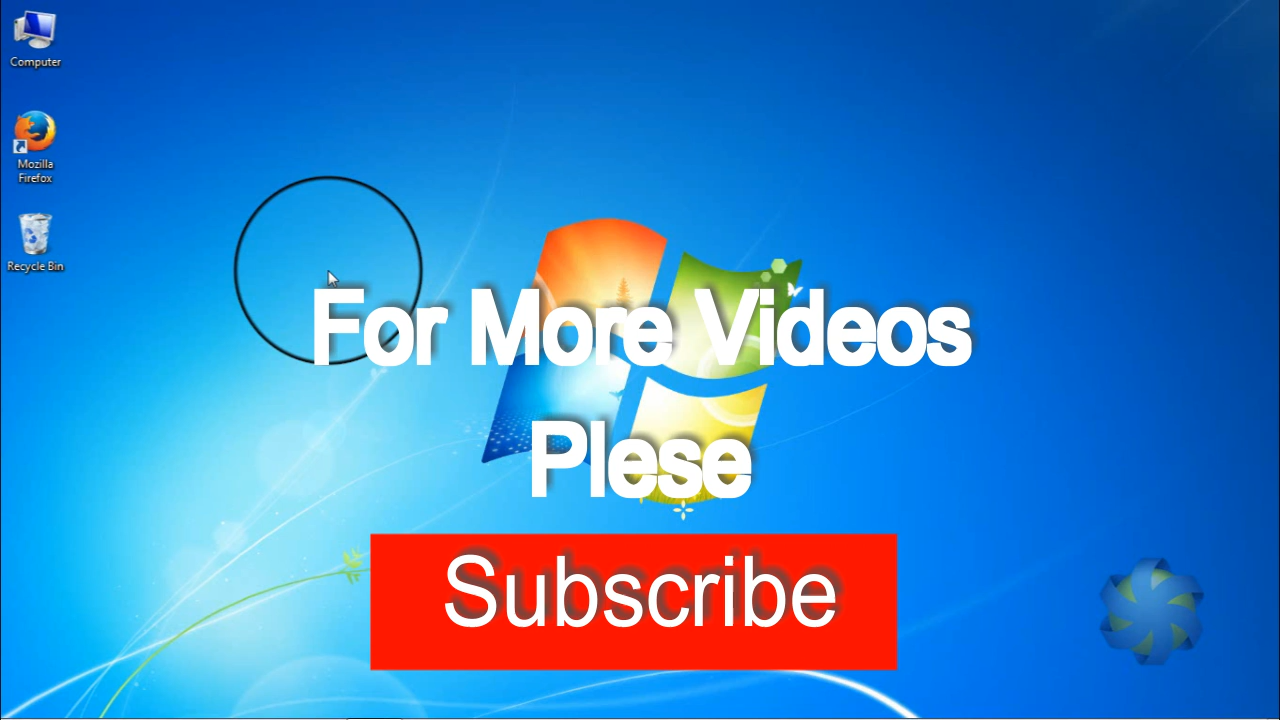 Computer
Mozilla
Firefox
Recycle Bin
For More Videos
Plese
Subscribe